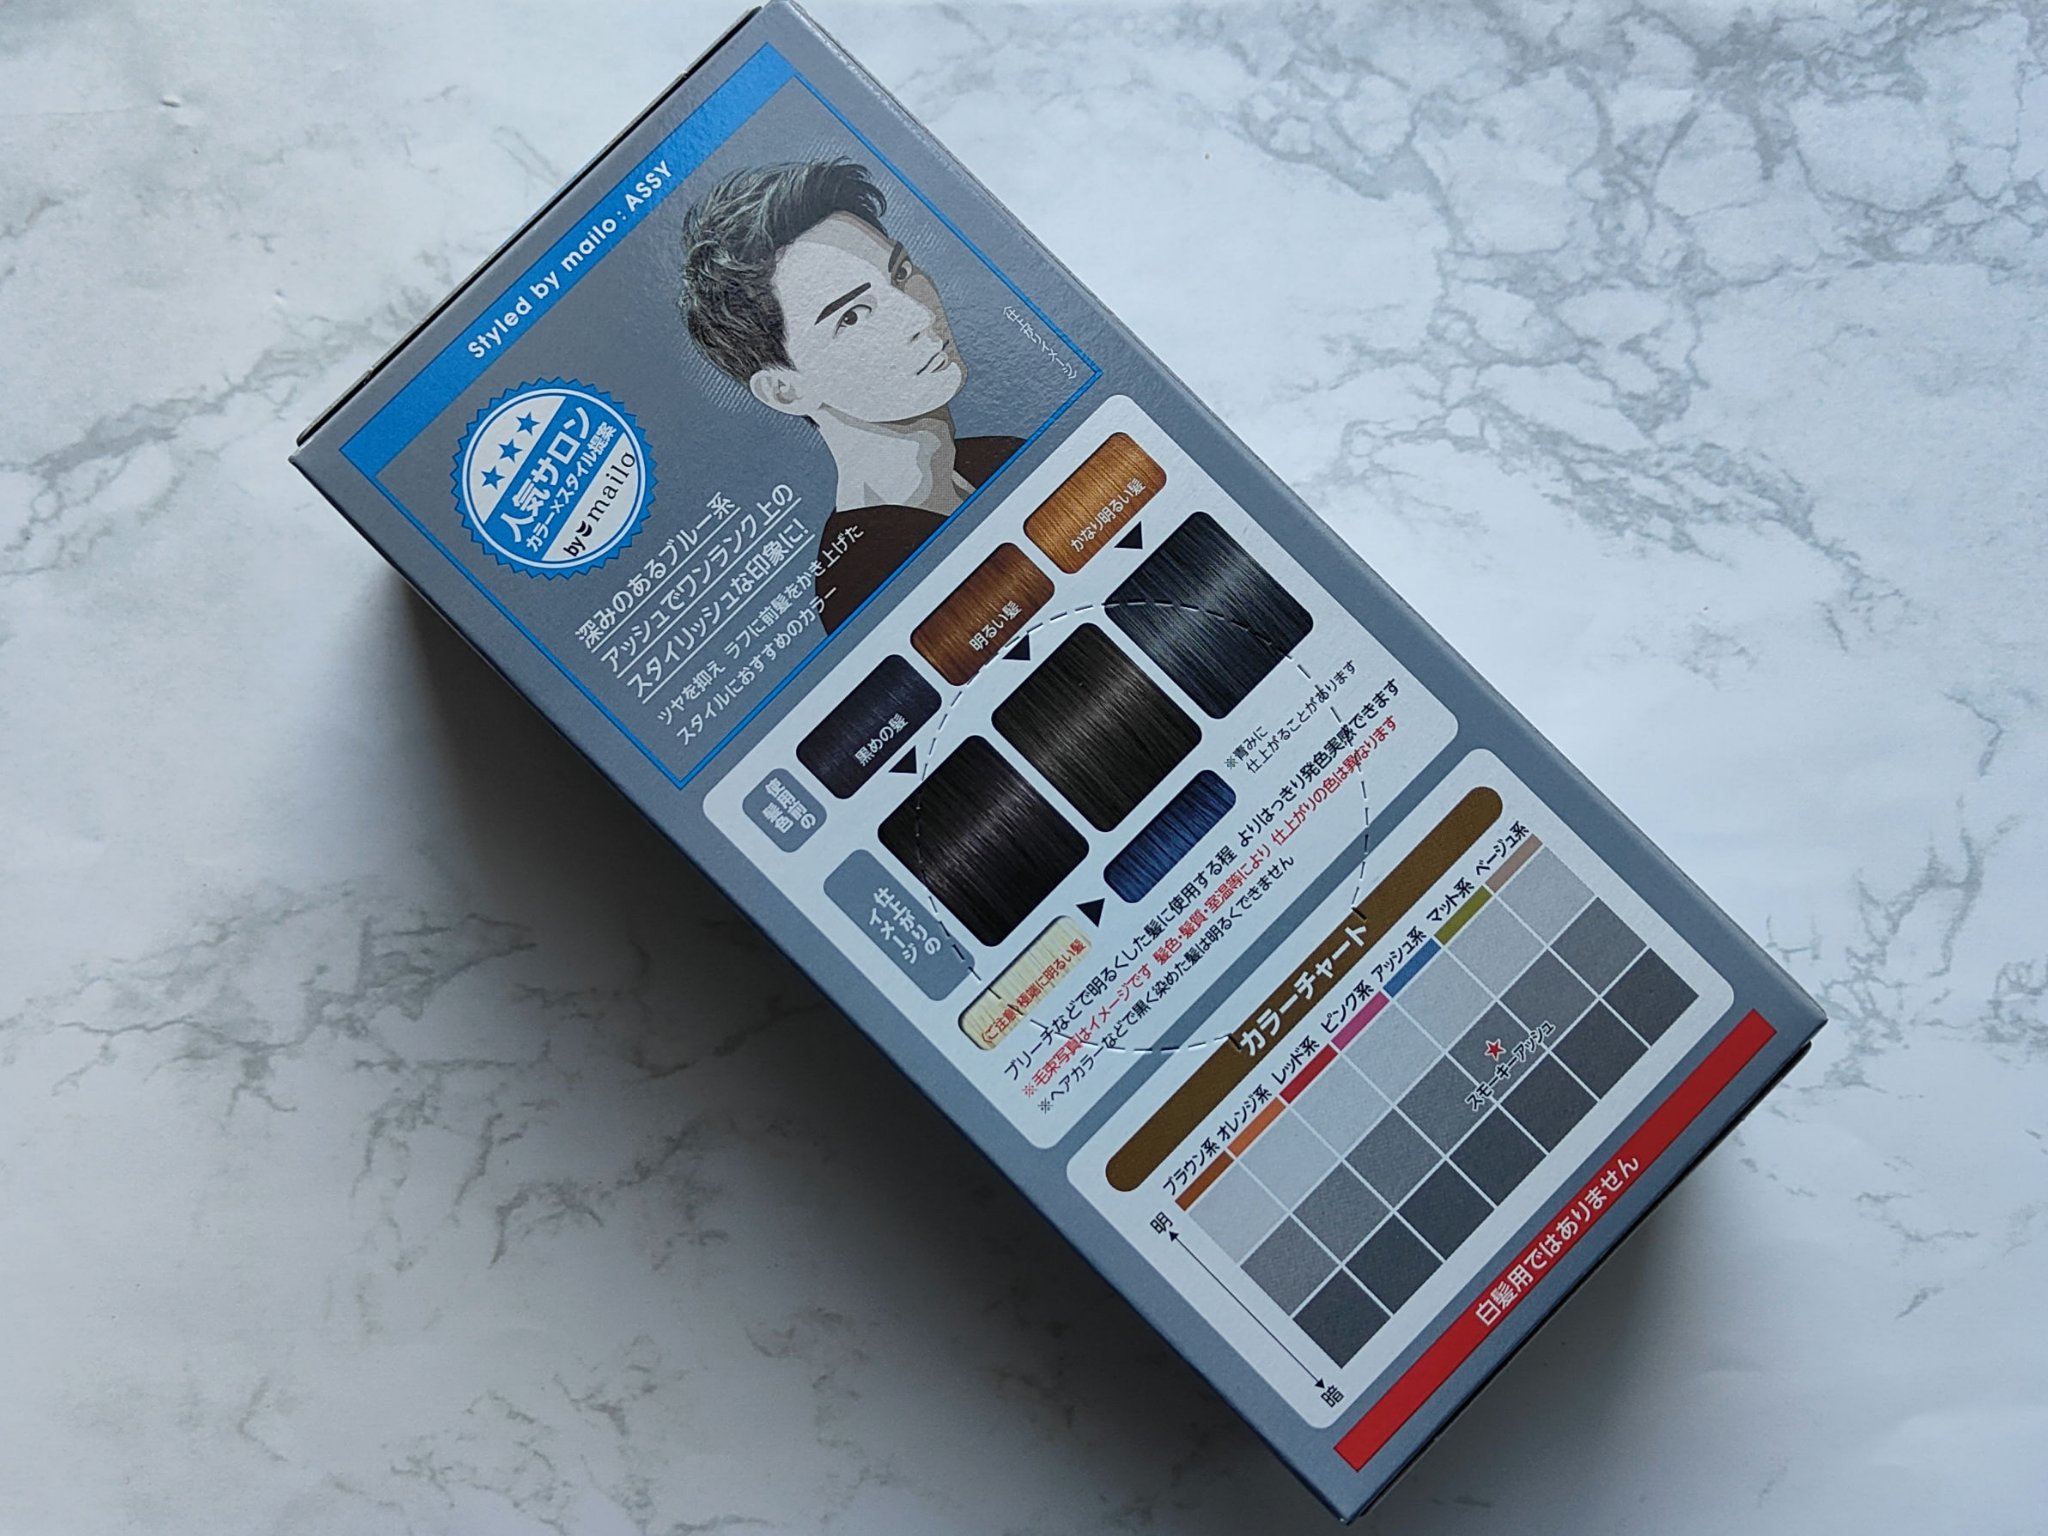 Styled by mailo : ASSY
人気サロン
カラー×スタイル提案
by mailo
深みのあるブルー系
アッシュでワンランク上の
スタイリッシュな印象に!
ツヤを抑え ラフに前髪をかき上げた
スタイルにおすすめのカラー
〈仕上がりイメージ〉
使用前の
髪色
黒めの髪
明るい髪
かなり明るい髪
仕上がりの
イメージ
※青みに
仕上がることがあります
〈ご注意〉極端に明るい髪
ブリーチなどで明るくした髪に使用する程 よりはっきり発色実感できます
※毛束写真はイメージです 髪色・髪質・室温等により 仕上がりの色は異なります
※ヘアカラーなどで黒く染めた髪は明るくできません
カラーチャート
ブラウン系
オレンジ系
レッド系
ピンク系
アッシュ系
マット系
ベージュ系
明
★
スモーキーアッシュ
暗
白髪用ではありません